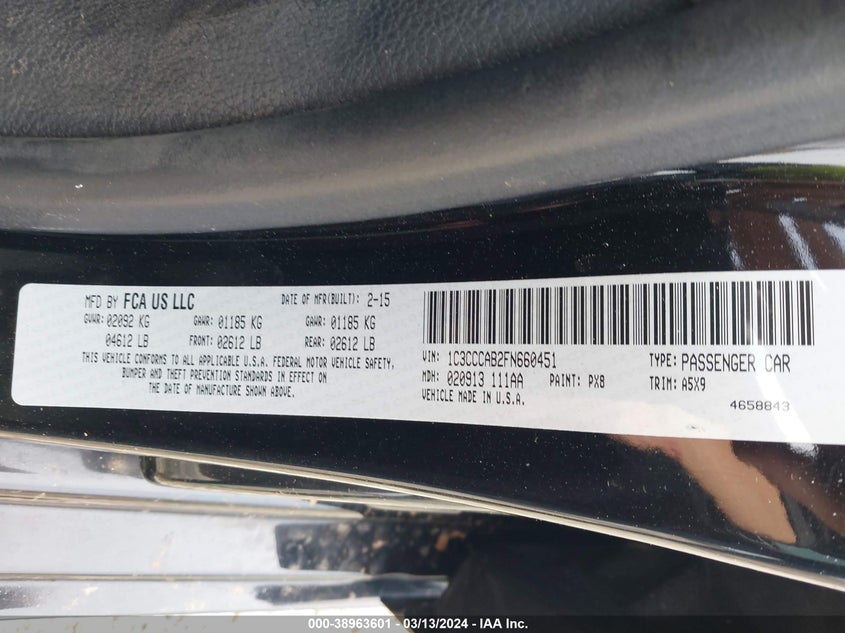 MFD BY FCA US LLC DATE OF MFR(BUILT): 2-15
GVWR: 02092 KG GAWR: 01185 KG GAWR: 01185 KG
04612 LB FRONT: 02612 LB REAR: 02612 LB
THIS VEHICLE CONFORMS TO ALL APPLICABLE U.S.A. FEDERAL MOTOR VEHICLE SAFETY,
BUMPER AND THEFT PREVENTION STANDARDS IN EFFECT ON
THE DATE OF MANUFACTURE SHOWN ABOVE.
VIN: 1C3CCCAB2FN660451 TYPE: PASSENGER CAR
MDH: 020913 111AA PAINT: PX8 TRIM: A5X9
VEHICLE MADE IN U.S.A. 4658843
000-38963601 - 03/13/2024 - IAA Inc.